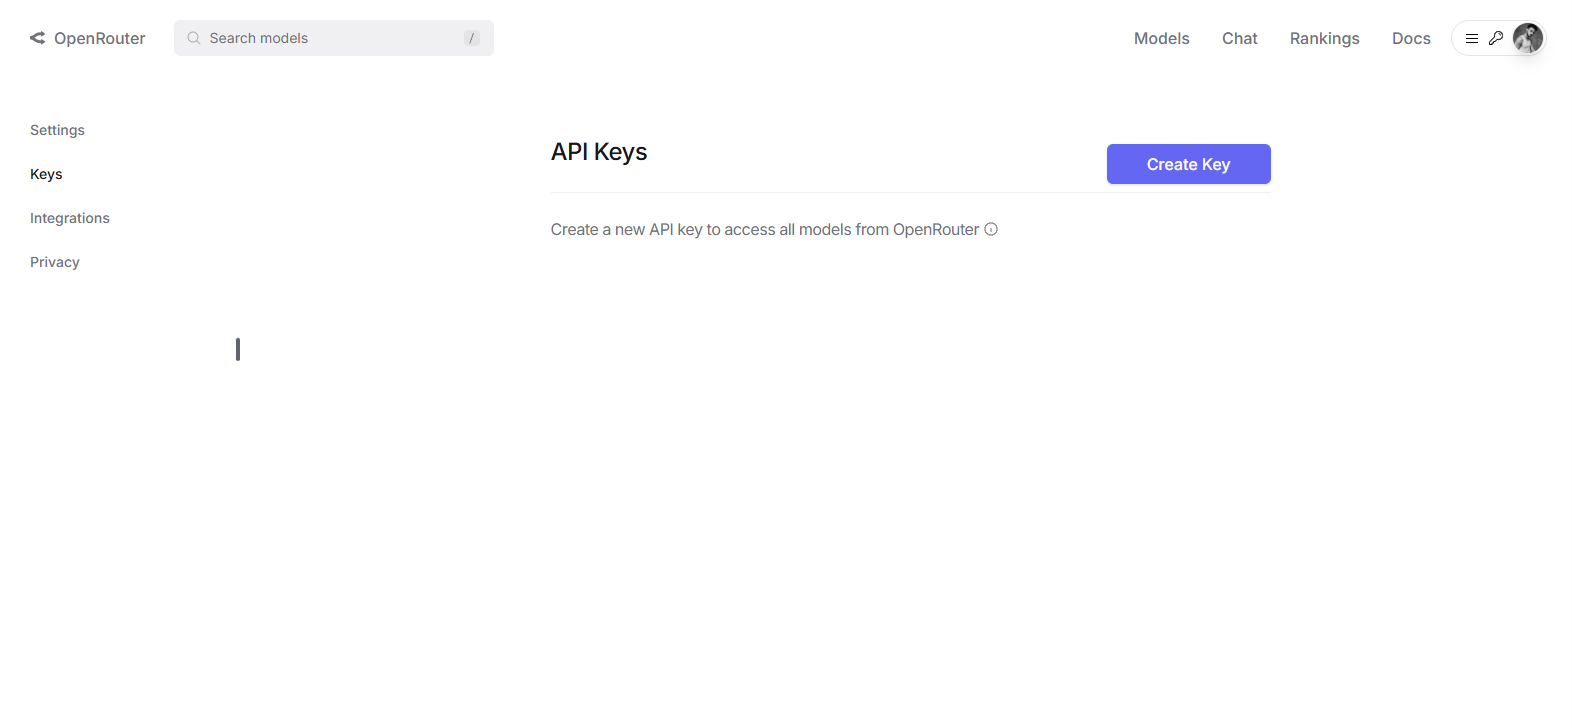 OpenRouter
Search models
/
Models
Chat
Rankings
Docs
Settings
Keys
Integrations
Privacy
API Keys
Create Key
Create a new API key to access all models from OpenRouter